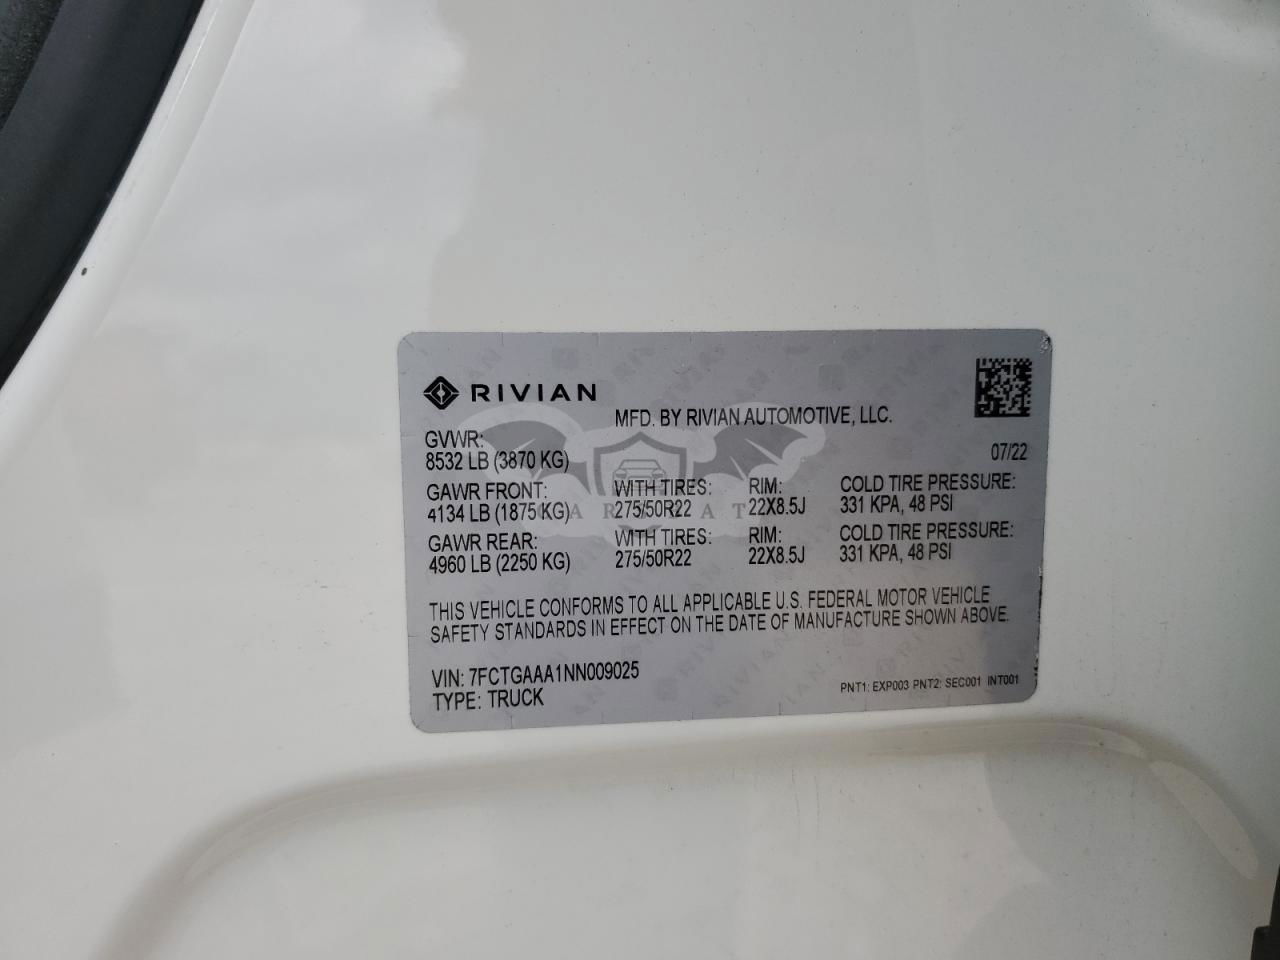 RIVIAN
MFD. BY RIVIAN AUTOMOTIVE, LLC.
GVWR:
8532 LB (3870 KG)
07/22
GAWR FRONT: WITH TIRES: RIM: COLD TIRE PRESSURE:
4134 LB (1875 KG) 275/50R22 22X8.5J 331 KPA, 48 PSI
GAWR REAR: WITH TIRES: RIM: COLD TIRE PRESSURE:
4960 LB (2250 KG) 275/50R22 22X8.5J 331 KPA, 48 PSI
THIS VEHICLE CONFORMS TO ALL APPLICABLE U.S. FEDERAL MOTOR VEHICLE
SAFETY STANDARDS IN EFFECT ON THE DATE OF MANUFACTURE SHOWN ABOVE.
VIN: 7FCTGAAA1NN009025
TYPE: TRUCK
PNT1: EXP003 PNT2: SEC001 INT001